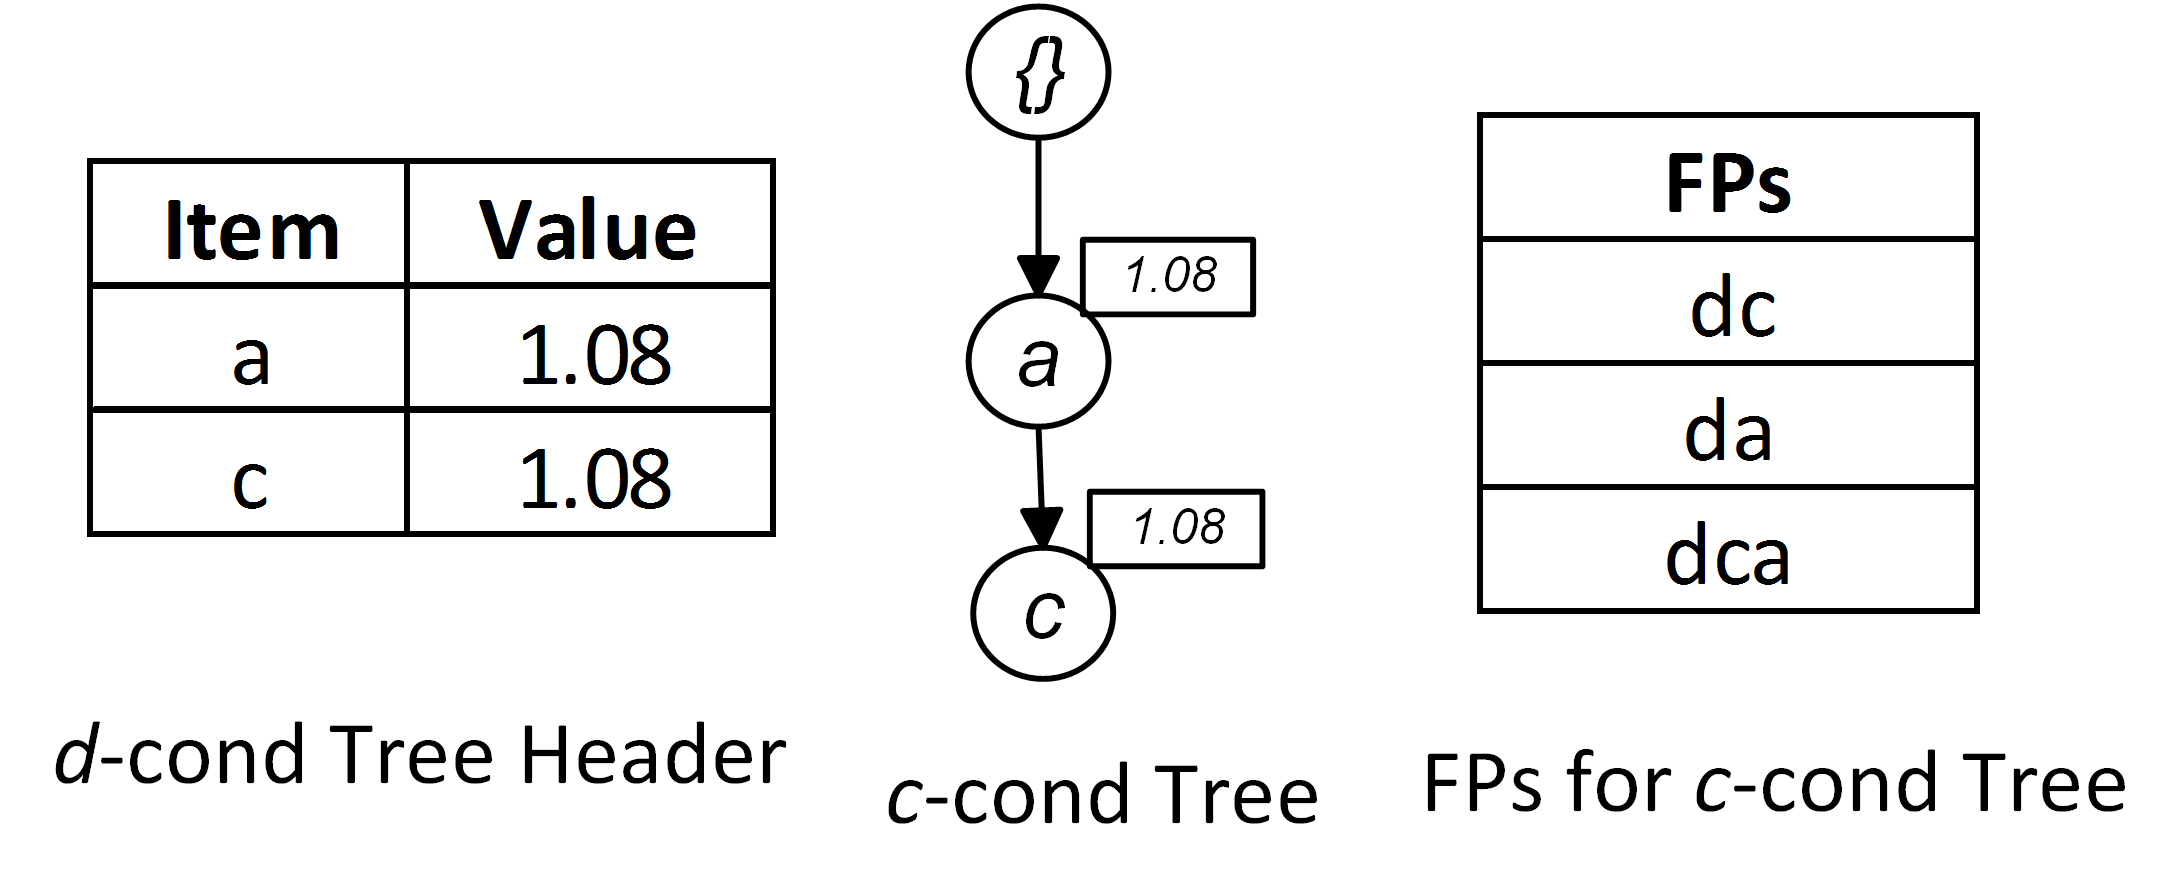 Item Value
a 1.08
c 1.08
d-cond Tree Header
{}
1.08
a
1.08
c
c-cond Tree
FPs
dc
da
dca
FPs for c-cond Tree